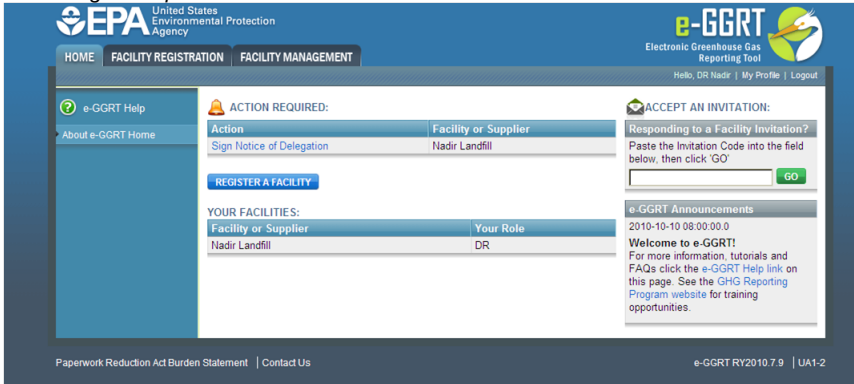 EPA United States
Environmental Protection
Agency
e-GGRT
Electronic Greenhouse Gas
Reporting Tool
HOME FACILITY REGISTRATION FACILITY MANAGEMENT
Hello, DR Nadir | My Profile | Logout
? e-GGRT Help
About e-GGRT Home
ACTION REQUIRED:
Action Facility or Supplier
Sign Notice of Delegation Nadir Landfill
REGISTER A FACILITY
YOUR FACILITIES:
Facility or Supplier Your Role
Nadir Landfill DR
ACCEPT AN INVITATION:
Responding to a Facility Invitation?
Paste the Invitation Code into the field
below, then click 'GO'
GO
e-GGRT Announcements
2010-10-10 08:00:00.0
Welcome to e-GGRT!
For more information, tutorials and
FAQs click the e-GGRT Help link on
this page. See the GHG Reporting
Program website for training
opportunities.
Paperwork Reduction Act Burden Statement | Contact Us
e-GGRT RY2010.7.9 | UA1-2